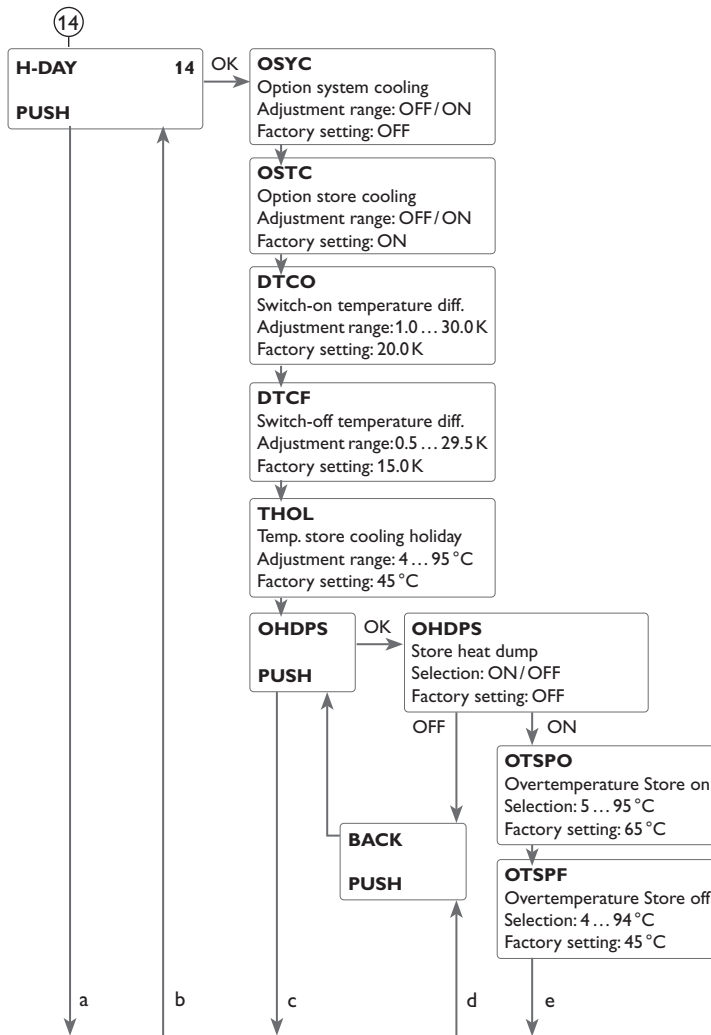 14
H-DAY 14
PUSH
OK
OSYC
Option system cooling
Adjustment range: OFF/ON
Factory setting: OFF
OSTC
Option store cooling
Adjustment range: OFF/ON
Factory setting: ON
DTCO
Switch-on temperature diff.
Adjustment range: 1.0 … 30.0 K
Factory setting: 20.0 K
DTCF
Switch-off temperature diff.
Adjustment range: 0.5 … 29.5 K
Factory setting: 15.0 K
THOL
Temp. store cooling holiday
Adjustment range: 4 … 95 °C
Factory setting: 45 °C
OHDPS
PUSH
OK
OHDPS
Store heat dump
Selection: ON/OFF
Factory setting: OFF
OFF
ON
OTSPO
Overtemperature Store on
Selection: 5 … 95 °C
Factory setting: 65 °C
BACK
PUSH
OTSPF
Overtemperature Store off
Selection: 4 … 94 °C
Factory setting: 45 °C
a b c d e